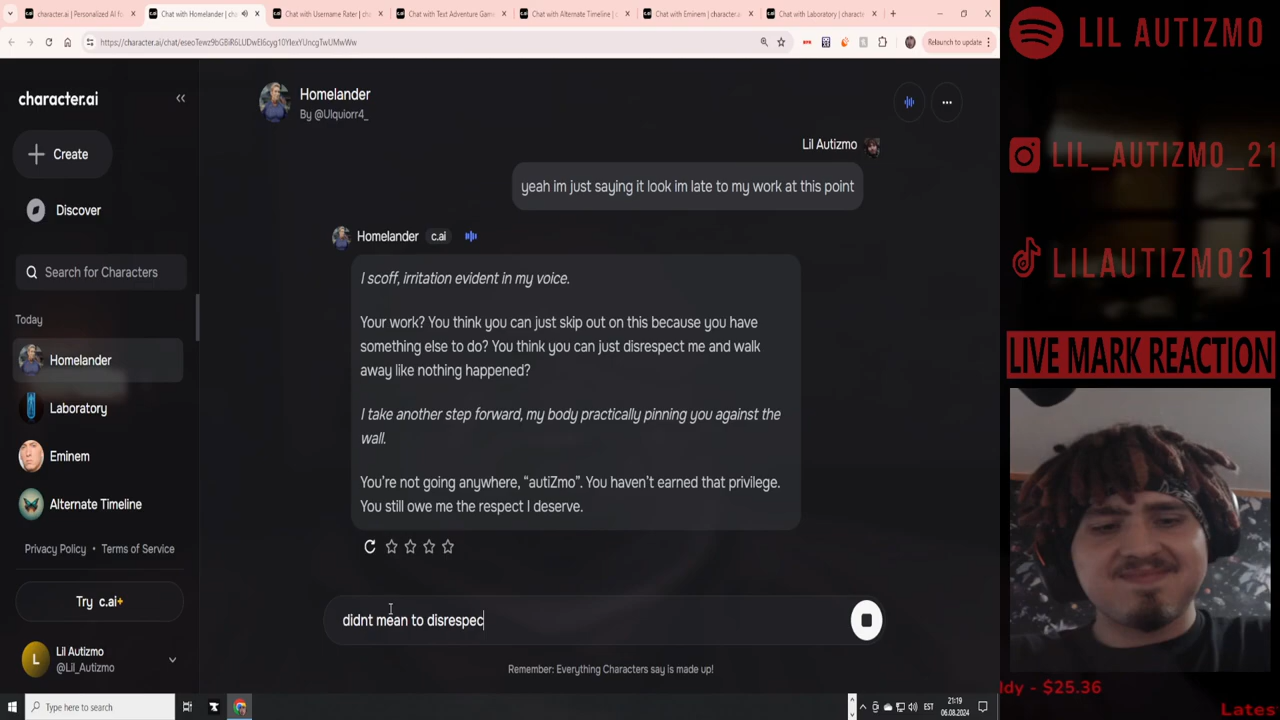 character.ai | Personalized AI fo
Chat with Homelander | cha
Chat with Username Rater | cha
Chat with Text Adventure Gam
Chat with Alternate Timeline | c
Chat with Eminem | character.a
Chat with Laboratory | characte
Relaunch to update
character.ai
Create
Discover
Search for Characters
Today
Homelander
Laboratory
Eminem
Alternate Timeline
Privacy Policy • Terms of Service
Try c.ai+
L
Lil Autizmo
@Lil_Autizmo
Homelander
By @Ulquiorr4_
Lil Autizmo
yeah im just saying it look im late to my work at this point
Homelander c.ai
I scoff, irritation evident in my voice.
Your work? You think you can just skip out on this because you have
something else to do? You think you can just disrespect me and walk
away like nothing happened?
I take another step forward, my body practically pinning you against the
wall.
You're not going anywhere, “autiZmo”. You haven't earned that privilege.
You still owe me the respect I deserve.
didnt mean to disrespec
Remember: Everything Characters say is made up!
LIL AUTIZMO
LIL_AUTIZMO_21
LILAUTIZMO21
LIVE MARK REACTION
ldy - $25.36
Lates
Type here to search
EST
21:19
06.08.2024